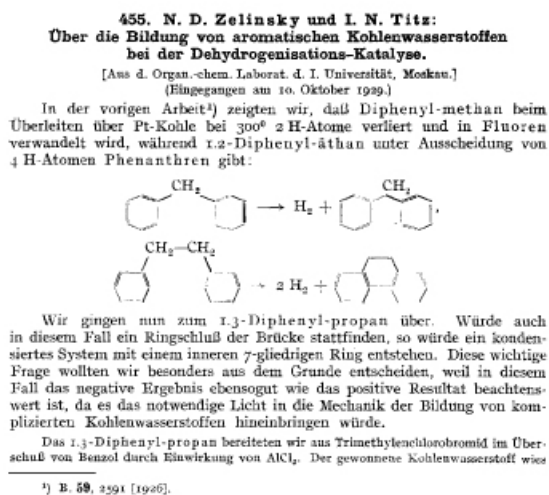 455. N. D. Zelinsky und I. N. Titz:
Über die Bildung von aromatischen Kohlenwasserstoffen
bei der Dehydrogenisations-Katalyse.
[Aus d. Organ.-chem. Laborat. d. I. Universität, Moskau.]
(Eingegangen am 10. Oktober 1929.)
In der vorigen Arbeit¹) zeigten wir, daß Diphenyl-methan beim
Überleiten über Pt-Kohle bei 300⁰ 2 H-Atome verliert und in Fluoren
verwandelt wird, während 1.2-Diphenyl-äthan unter Ausscheidung von
4 H-Atomen Phenanthren gibt:
CH₂ CH₂
→ H₂ + ,
CH₂—CH₂
→ 2 H₂ +
Wir gingen nun zum 1.3-Diphenyl-propan über. Würde auch
in diesem Fall ein Ringschluß der Brücke stattfinden, so würde ein konden-
siertes System mit einem inneren 7-gliedrigen Ring entstehen. Diese wichtige
Frage wollten wir besonders aus dem Grunde entscheiden, weil in diesem
Fall das negative Ergebnis ebensogut wie das positive Resultat beachtens-
wert ist, da es das notwendige Licht in die Mechanik der Bildung von kom-
plizierten Kohlenwasserstoffen hineinbringen würde.
Das 1.3-Diphenyl-propan bereiteten wir aus Trimethylenchlorobromid im Über-
schuß von Benzol durch Einwirkung von AlCl₃. Der gewonnene Kohlenwasserstoff wies
¹) B. 59, 2591 [1926].